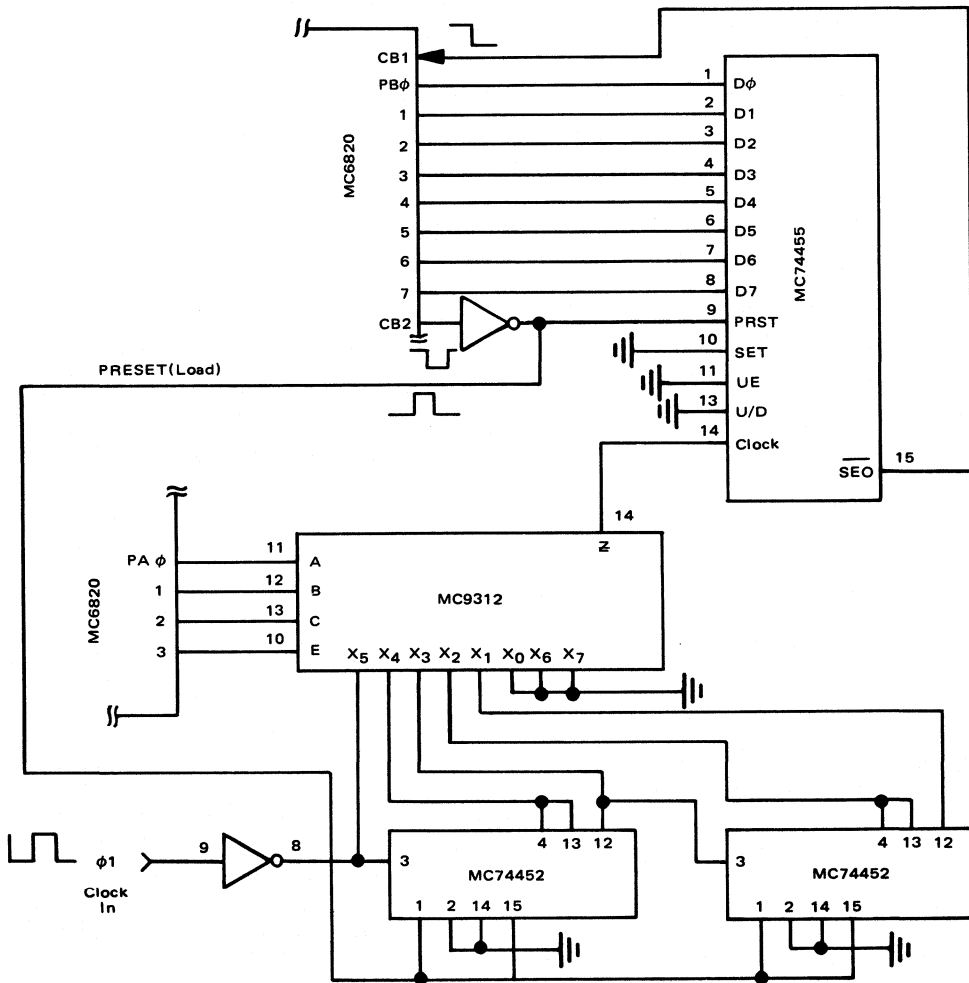 CB1
PBϕ
1
2
3
4
5
6
7
CB2
MC6820
1
2
3
4
5
6
7
8
9
10
11
13
14
Dϕ
D1
D2
D3
D4
D5
D6
D7
PRST
SET
UE
U/D
Clock
MC74455
SEO
15
PRESET(Load)
MC6820
PA ϕ
1
2
3
11
12
13
10
A
B
C
E
MC9312
14
Z
X5 X4 X3 X2 X1 X0 X6 X7
ϕ1
Clock
In
9
8
3
4 13 12
MC74452
1 2 14 15
3
4 13 12
MC74452
1 2 14 15